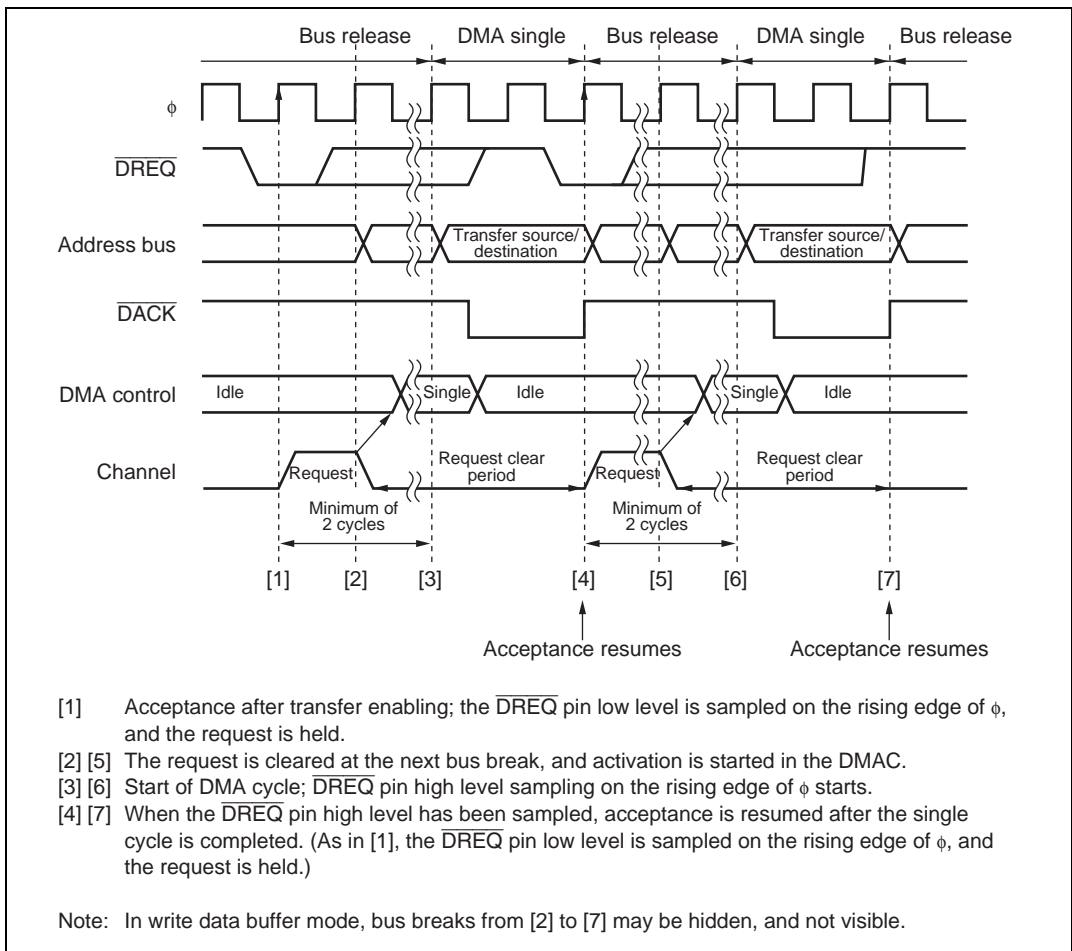 Bus release DMA single Bus release DMA single Bus release
ϕ
DREQ
Address bus
Transfer source/ destination
Transfer source/ destination
DACK
DMA control
Idle Single Idle Single Idle
Channel
Request
Request clear period
Request
Request clear period
Minimum of 2 cycles
Minimum of 2 cycles
[1] [2] [3] [4] [5] [6] [7]
Acceptance resumes Acceptance resumes
[1] Acceptance after transfer enabling; the DREQ pin low level is sampled on the rising edge of ϕ,
and the request is held.
[2] [5] The request is cleared at the next bus break, and activation is started in the DMAC.
[3] [6] Start of DMA cycle; DREQ pin high level sampling on the rising edge of ϕ starts.
[4] [7] When the DREQ pin high level has been sampled, acceptance is resumed after the single
cycle is completed. (As in [1], the DREQ pin low level is sampled on the rising edge of ϕ, and
the request is held.)
Note: In write data buffer mode, bus breaks from [2] to [7] may be hidden, and not visible.